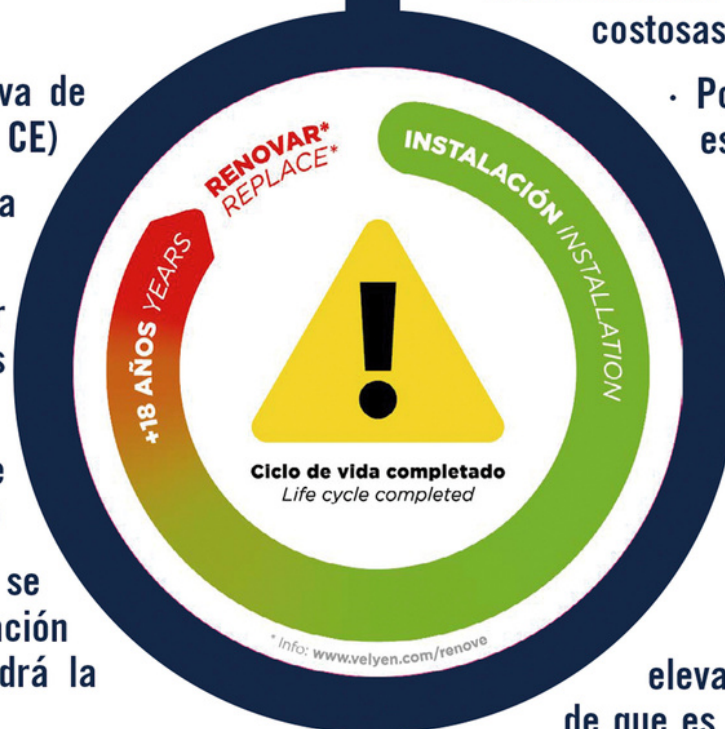 va de
CE)
a
se
ación
drá la
costosas
· Po
es
eleva
de que es
RENOVAR*
REPLACE*
INSTALACIÓN INSTALLATION
+18 AÑOS YEARS
!
Ciclo de vida completado
Life cycle completed
* Info: www.velyen.com/renove